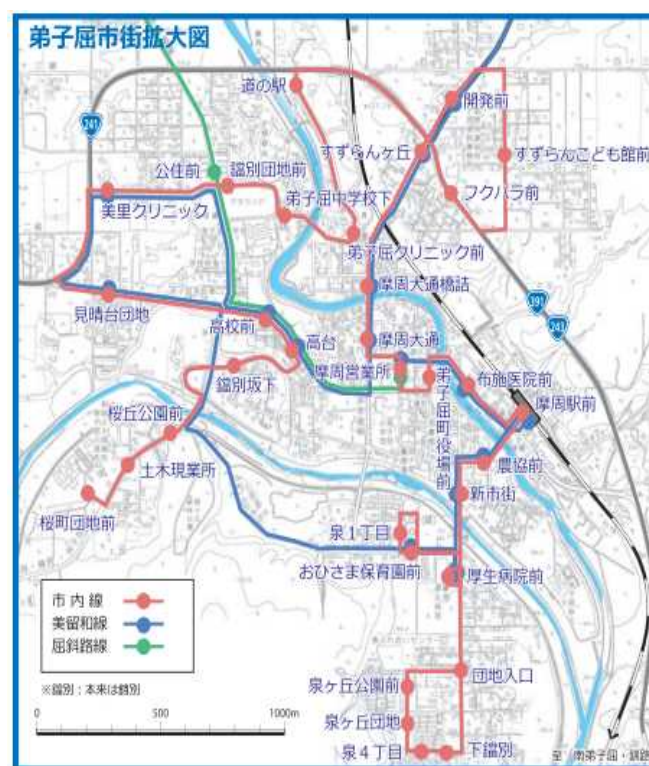 弟子屈市街拡大図
道の駅
開発前
241
すずらんヶ丘
すずらんこども館前
公住前
鐺別団地前
フクハラ前
美里クリニック
弟子屈中学校下
弟子屈クリニック前
摩周大通橋詰
391
243
見晴台団地
高校前
高台
摩周大通
摩周営業所
布施医院前
鐺別坂下
弟子屈町役場前
摩周駅前
桜丘公園前
農協前
土木現業所
新市街
桜町団地前
泉1丁目
おひさま保育園前
厚生病院前
市内線
美留和線
屈斜路線
団地入口
※鐺別:本来は
泉ヶ丘公園前
0 500 1000m
泉ヶ丘団地
泉4丁目
下鐺別
至 南弟子屈・釧路